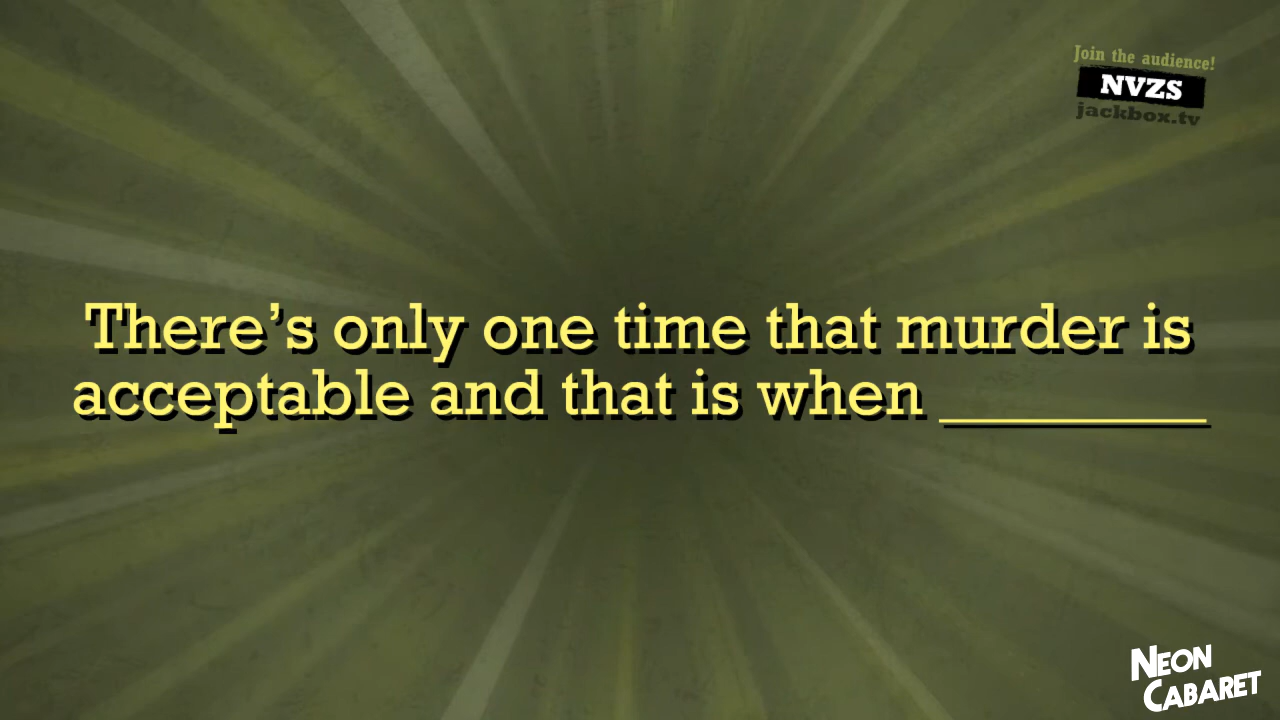 Join the audience!
NVZS
jackbox.tv
There's only one time that murder is
acceptable and that is when __________
NEON
CABARET